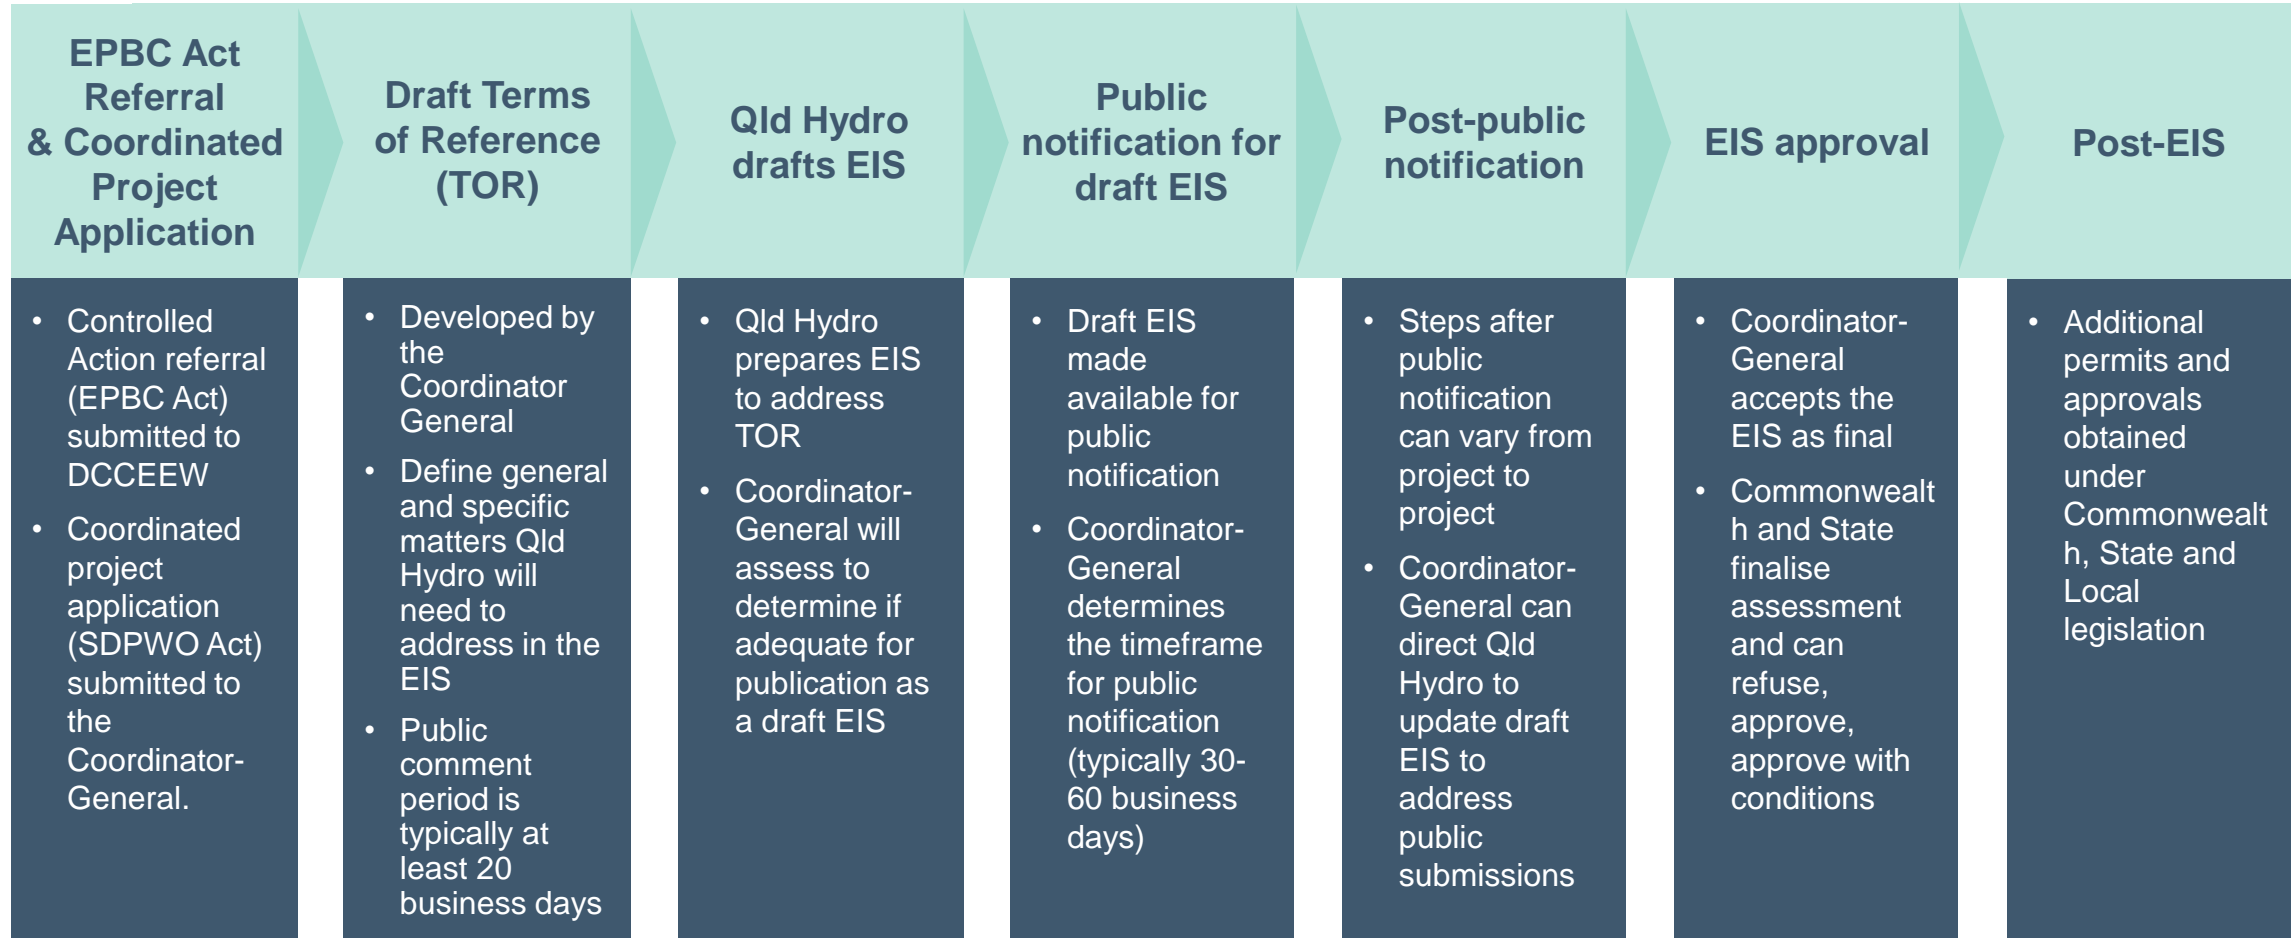 EPBC Act
Referral
& Coordinated
Project
Application
Draft Terms
of Reference
(TOR)
Qld Hydro
drafts EIS
Public
notification for
draft EIS
Post-public
notification
EIS approval
Post-EIS
• Controlled
Action referral
(EPBC Act)
submitted to
DCCEEW
• Coordinated
project
application
(SDPWO Act)
submitted to
the
Coordinator-
General.
• Developed by
the
Coordinator
General
• Define general
and specific
matters Qld
Hydro will
need to
address in the
EIS
• Public
comment
period is
typically at
least 20
business days
• Qld Hydro
prepares EIS
to address
TOR
• Coordinator-
General will
assess to
determine if
adequate for
publication as
a draft EIS
• Draft EIS
made
available for
public
notification
• Coordinator-
General
determines
the timeframe
for public
notification
(typically 30-
60 business
days)
• Steps after
public
notification
can vary from
project to
project
• Coordinator-
General can
direct Qld
Hydro to
update draft
EIS to
address
public
submissions
• Coordinator-
General
accepts the
EIS as final
• Commonwealt
h and State
finalise
assessment
and can
refuse,
approve,
approve with
conditions
• Additional
permits and
approvals
obtained
under
Commonwealt
h, State and
Local
legislation